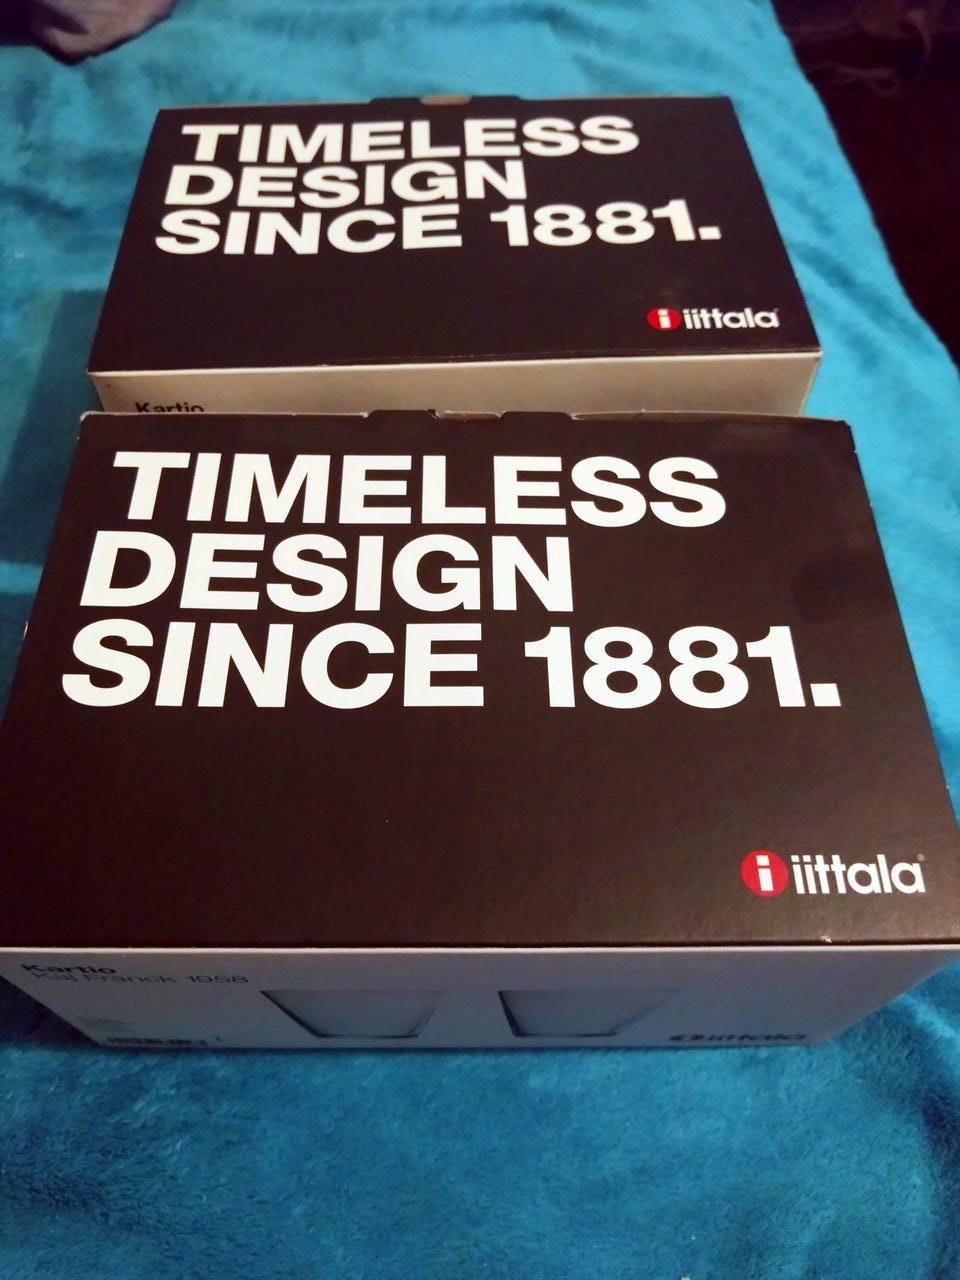 TIMELESS
DESIGN
SINCE 1881.
i iittala
Kartio
TIMELESS
DESIGN
SINCE 1881.
i iittala
Kartio
Kaj Franck 1958
iittala